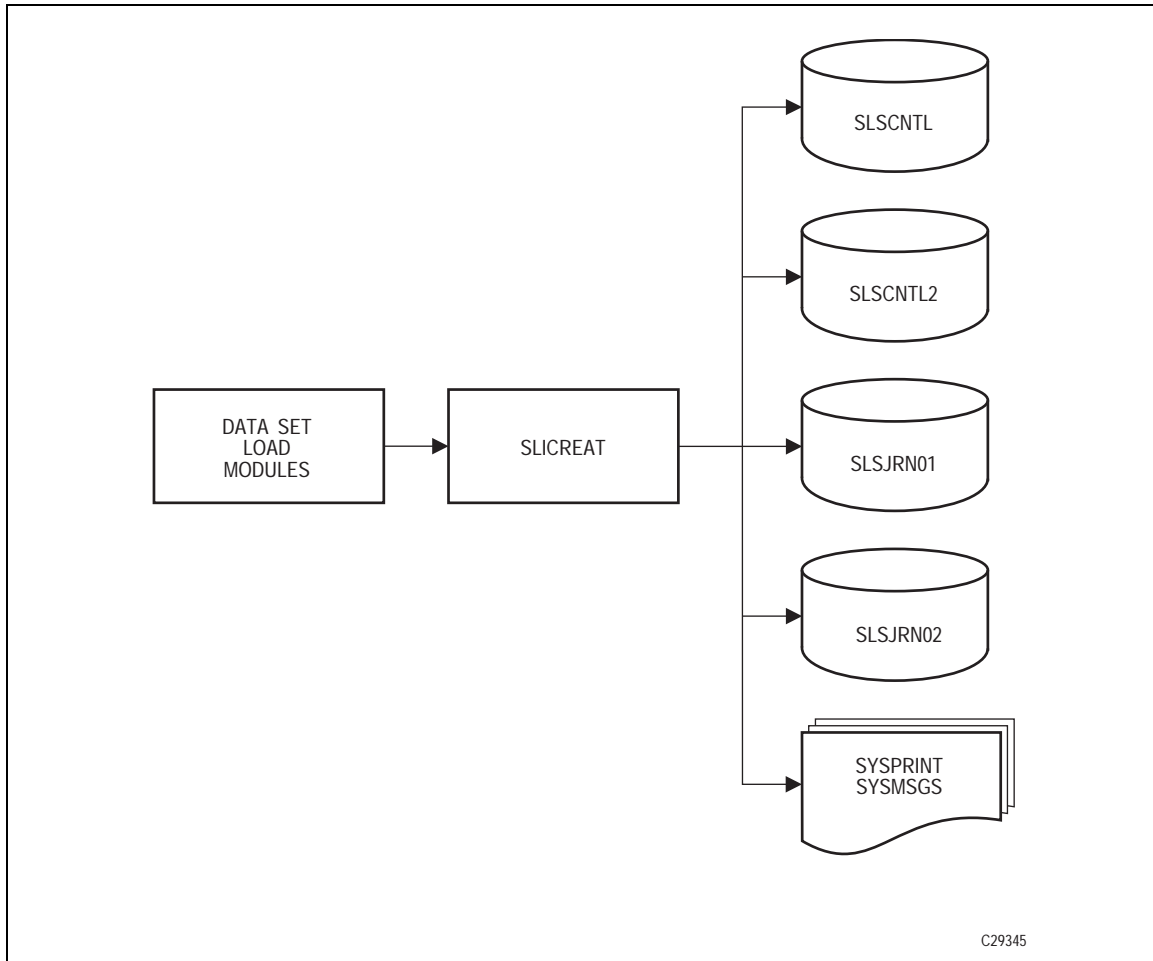 SLSCNTL
SLSCNTL2
DATA SET
LOAD
MODULES
SLICREAT
SLSJRN01
SLSJRN02
SYSPRINT
SYSMSGS
C29345